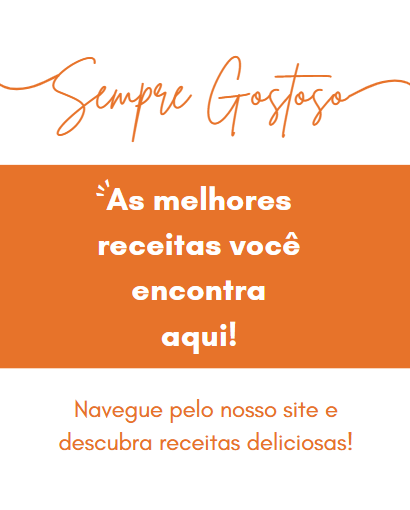 Sempre Gostoso
As melhores
receitas você
encontra
aqui!
Navegue pelo nosso site e
descubra receitas deliciosas!